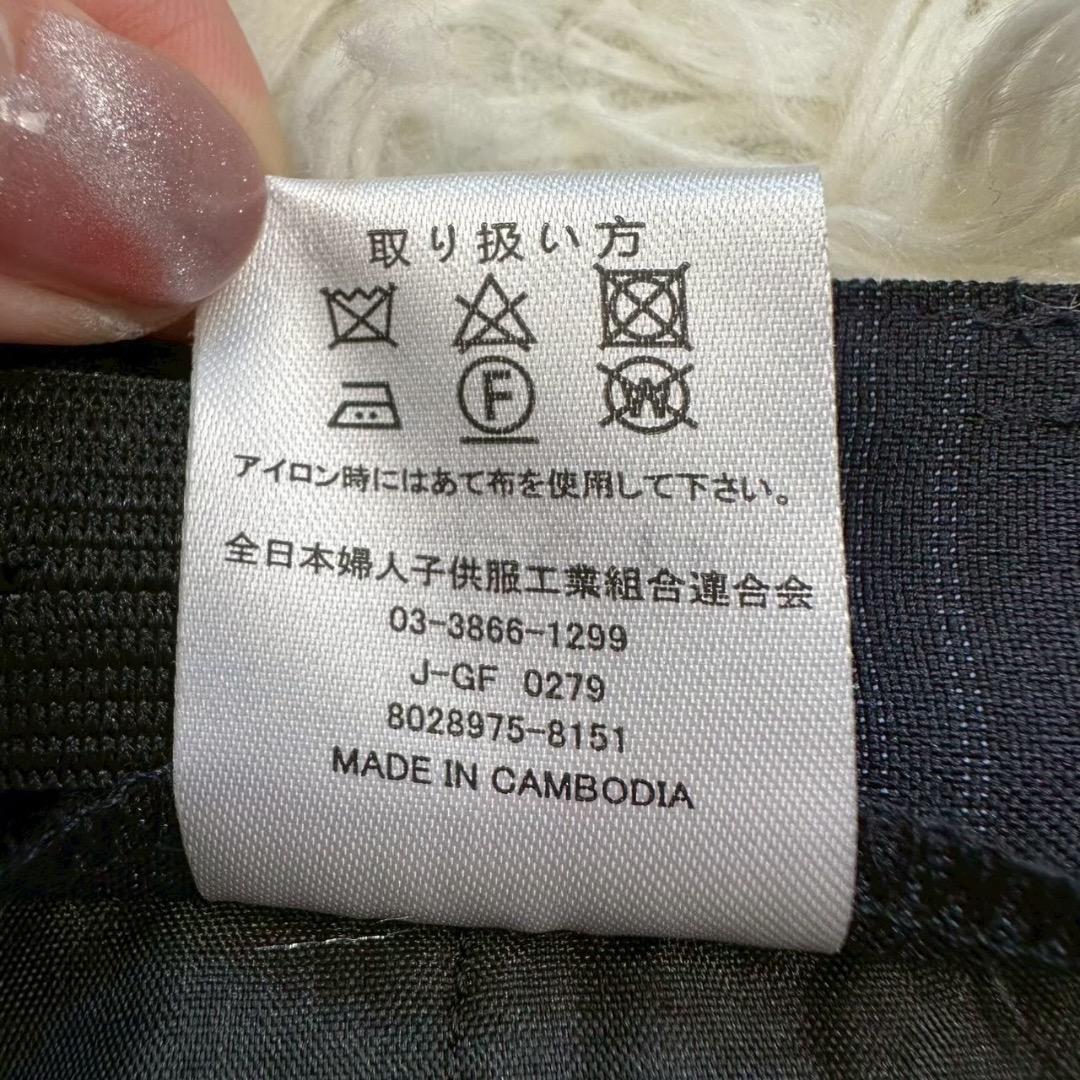 取り扱い方
F W
アイロン時にはあて布を使用して下さい。
全日本婦人子供服工業組合連合会
03-3866-1299
J-GF 0279
8028975-8151
MADE IN CAMBODIA